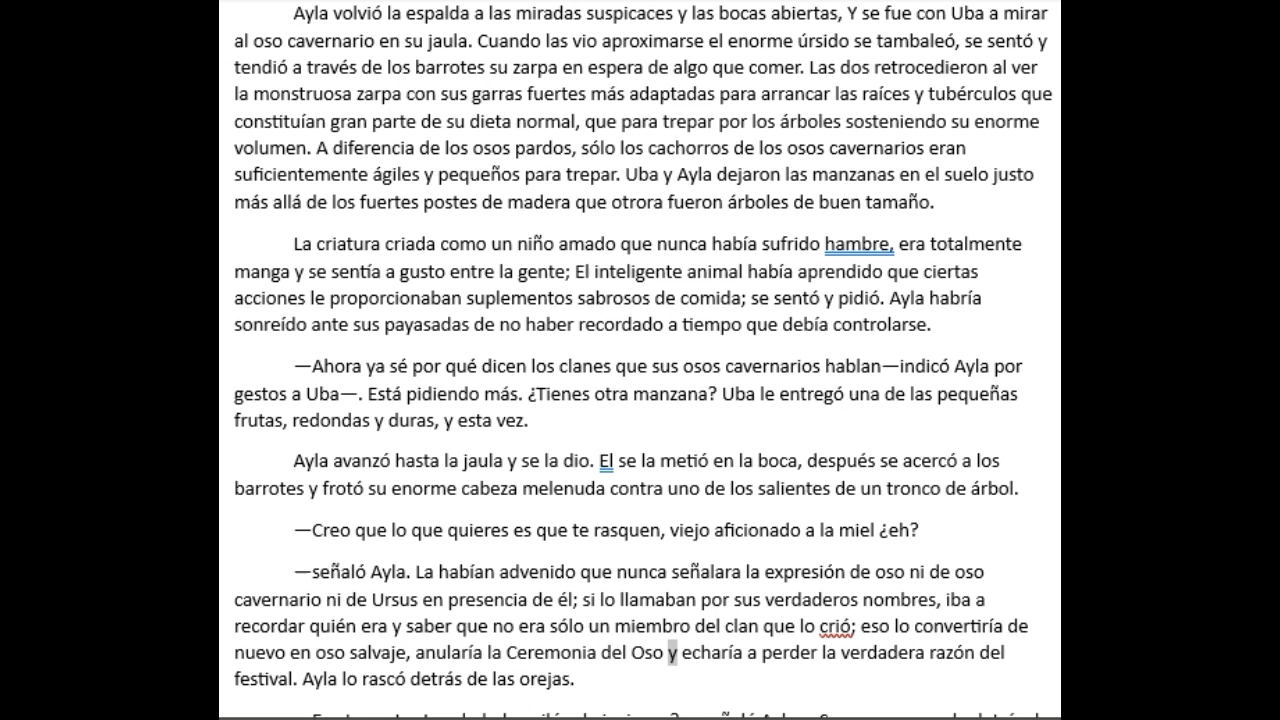 Ayla volvió la espalda a las miradas suspicaces y las bocas abiertas, Y se fue con Uba a mirar
al oso cavernario en su jaula. Cuando las vio aproximarse el enorme úrsido se tambaleó, se sentó y
tendió a través de los barrotes su zarpa en espera de algo que comer. Las dos retrocedieron al ver
la monstruosa zarpa con sus garras fuertes más adaptadas para arrancar las raíces y tubérculos que
constituían gran parte de su dieta normal, que para trepar por los árboles sosteniendo su enorme
volumen. A diferencia de los osos pardos, sólo los cachorros de los osos cavernarios eran
suficientemente ágiles y pequeños para trepar. Uba y Ayla dejaron las manzanas en el suelo justo
más allá de los fuertes postes de madera que otrora fueron árboles de buen tamaño.
La criatura criada como un niño amado que nunca había sufrido hambre, era totalmente
manga y se sentía a gusto entre la gente; El inteligente animal había aprendido que ciertas
acciones le proporcionaban suplementos sabrosos de comida; se sentó y pidió. Ayla habría
sonreído ante sus payasadas de no haber recordado a tiempo que debía controlarse.
—Ahora ya sé por qué dicen los clanes que sus osos cavernarios hablan—indicó Ayla por
gestos a Uba—. Está pidiendo más. ¿Tienes otra manzana? Uba le entregó una de las pequeñas
frutas, redondas y duras, y esta vez.
Ayla avanzó hasta la jaula y se la dio. El se la metió en la boca, después se acercó a los
barrotes y frotó su enorme cabeza melenuda contra uno de los salientes de un tronco de árbol.
—Creo que lo que quieres es que te rasquen, viejo aficionado a la miel ¿eh?
—señaló Ayla. La habían advenido que nunca señalara la expresión de oso ni de oso
cavernario ni de Ursus en presencia de él; si lo llamaban por sus verdaderos nombres, iba a
recordar quién era y saber que no era sólo un miembro del clan que lo crió; eso lo convertiría de
nuevo en oso salvaje, anularía la Ceremonia del Oso y echaría a perder la verdadera razón del
festival. Ayla lo rascó detrás de las orejas.